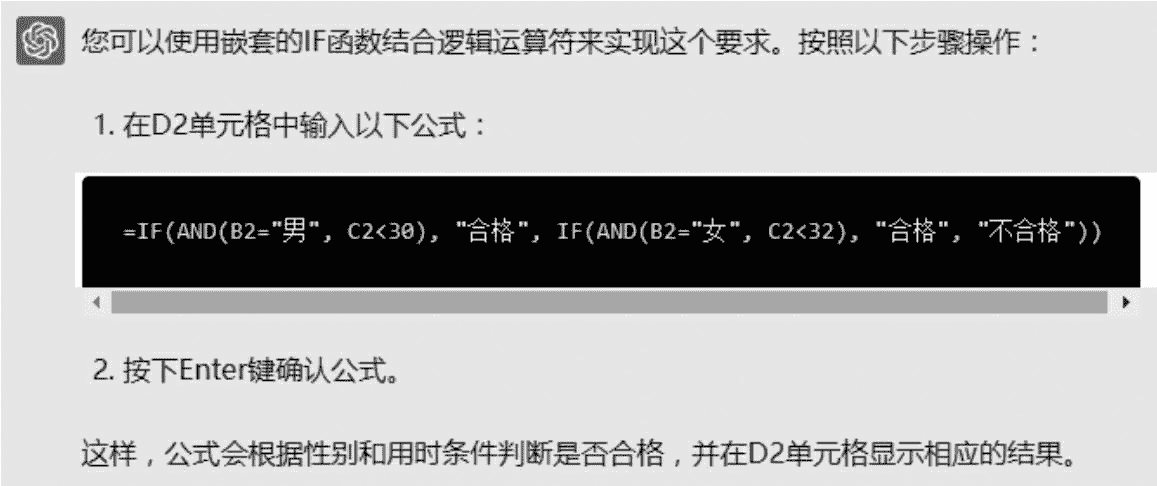 您可以使用嵌套的IF函数结合逻辑运算符来实现这个要求。按照以下步骤操作：
1. 在D2单元格中输入以下公式：
=IF(AND(B2="男", C2<30), "合格", IF(AND(B2="女", C2<32), "合格", "不合格"))
2. 按下Enter键确认公式。
这样，公式会根据性别和用时条件判断是否合格，并在D2单元格显示相应的结果。